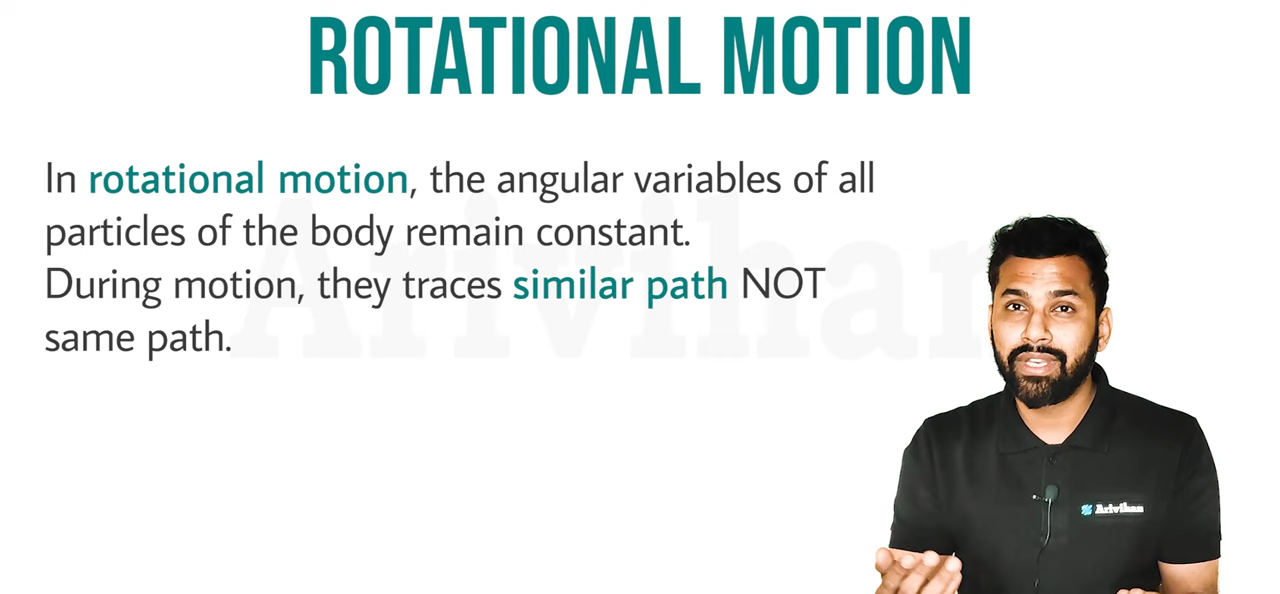 ROTATIONAL MOTION
In rotational motion, the angular variables of all
particles of the body remain constant.
During motion, they traces similar path NOT
same path.
Arivihan
Arivihan